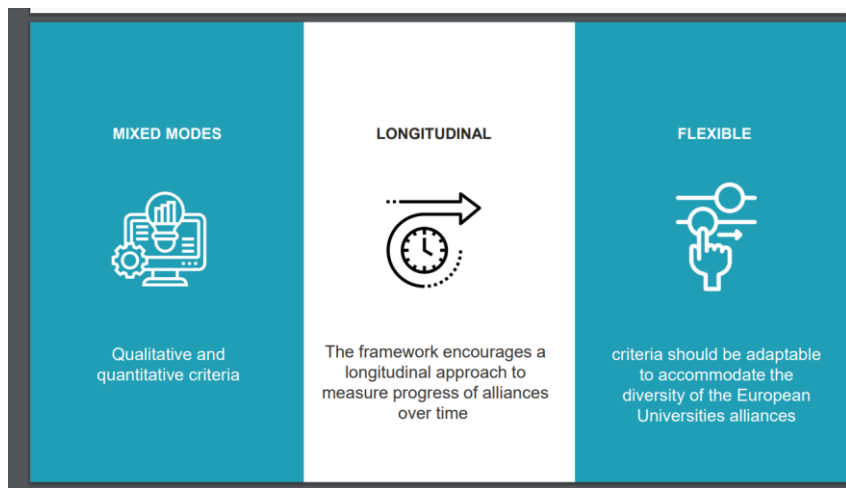 MIXED MODES
Qualitative and
quantitative criteria
LONGITUDINAL
The framework encourages a
longitudinal approach to
measure progress of alliances
over time
FLEXIBLE
criteria should be adaptable
to accommodate the
diversity of the European
Universities alliances